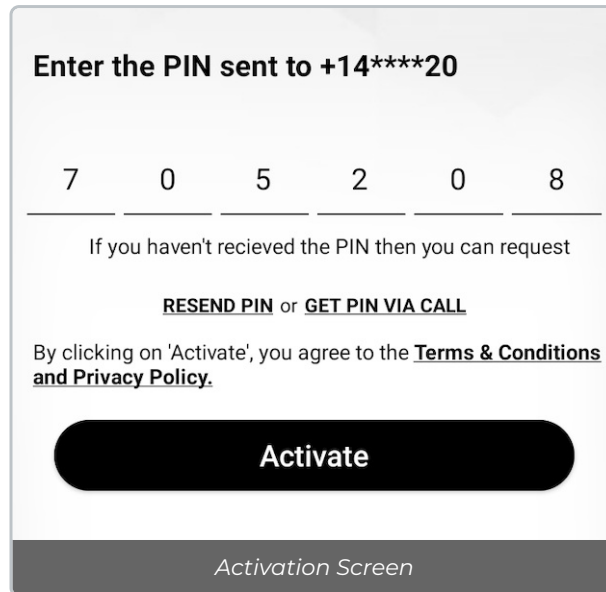 Enter the PIN sent to +14****20
7 0 5 2 0 8
If you haven't recieved the PIN then you can request
RESEND PIN or GET PIN VIA CALL
By clicking on 'Activate', you agree to the Terms & Conditions
and Privacy Policy.
Activate
Activation Screen